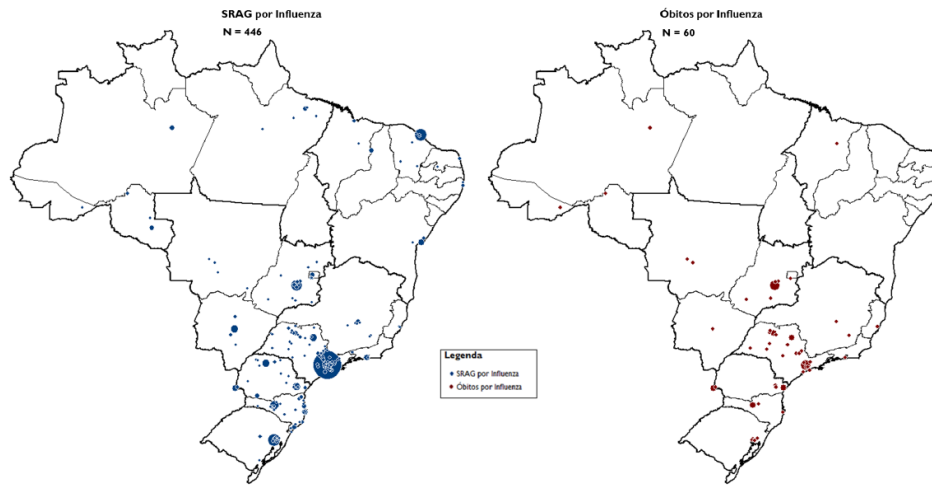 SRAG por Influenza
N = 446
Óbitos por Influenza
N = 60
Legenda
SRAG por Influenza
Óbitos por Influenza